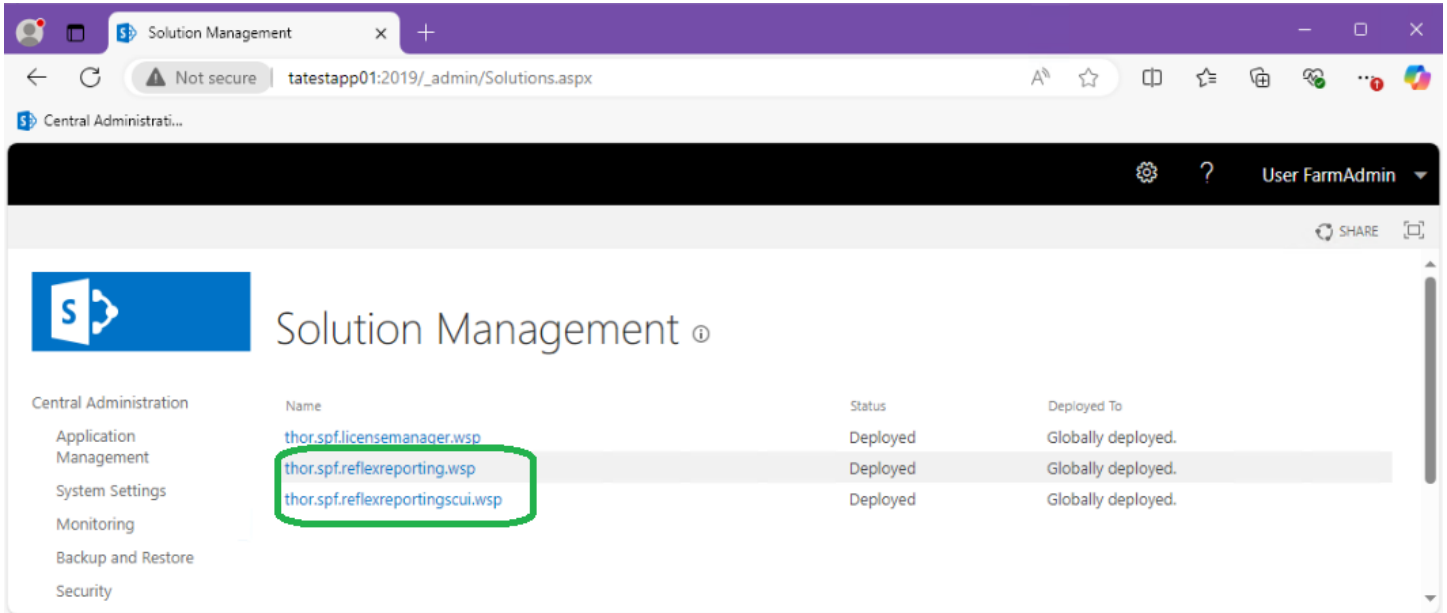 Solution Management
Not secure tatestapp01:2019/_admin/Solutions.aspx
Central Administrati...
? User FarmAdmin
SHARE
S
Solution Management
Central Administration
Application
Management
System Settings
Monitoring
Backup and Restore
Security
Name Status Deployed To
thor.spf.licensemanager.wsp Deployed Globally deployed.
thor.spf.reflexreporting.wsp Deployed Globally deployed.
thor.spf.reflexreportingscui.wsp Deployed Globally deployed.